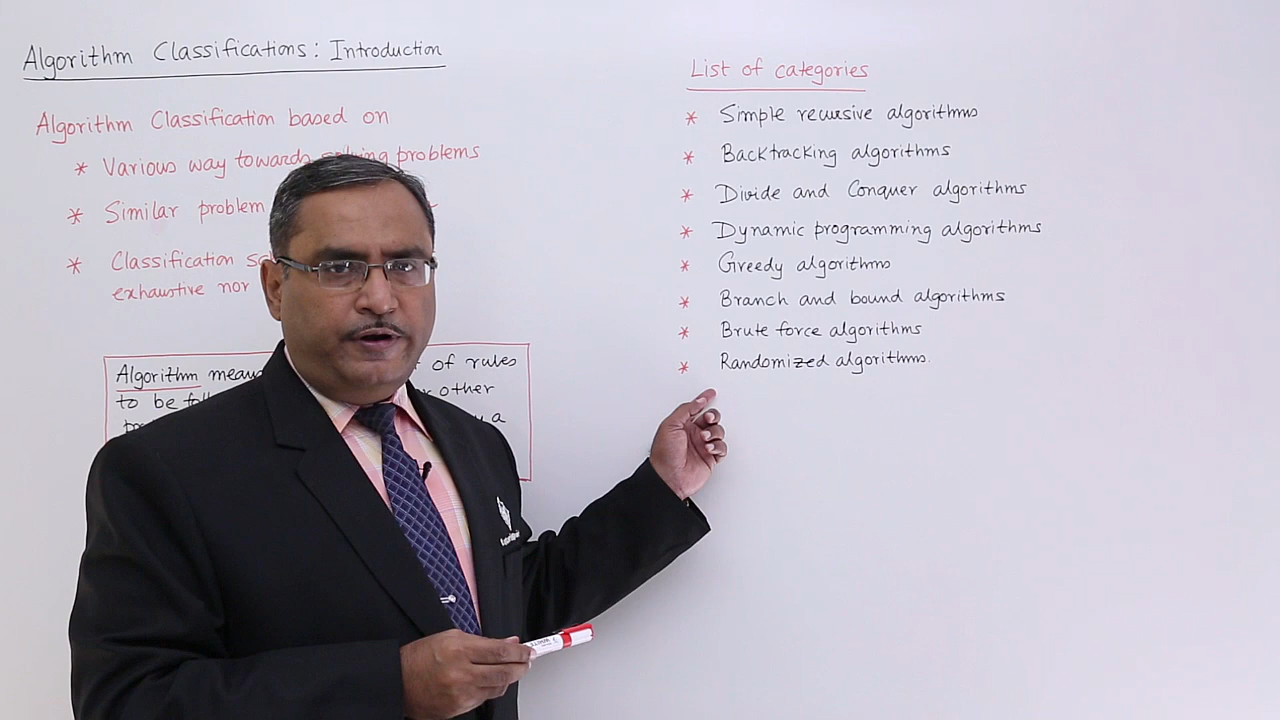 Algorithm Classifications: Introduction
Algorithm Classification based on
* Various way towards solving problems
* Similar problem
* Classification
exhaustive nor
Algorithm means of rules
to be other
a
List of categories
* Simple recursive algorithms
* Backtracking algorithms
* Divide and Conquer algorithms
* Dynamic programming algorithms
* Greedy algorithms
* Branch and bound algorithms
* Brute force algorithms
* Randomized algorithms.